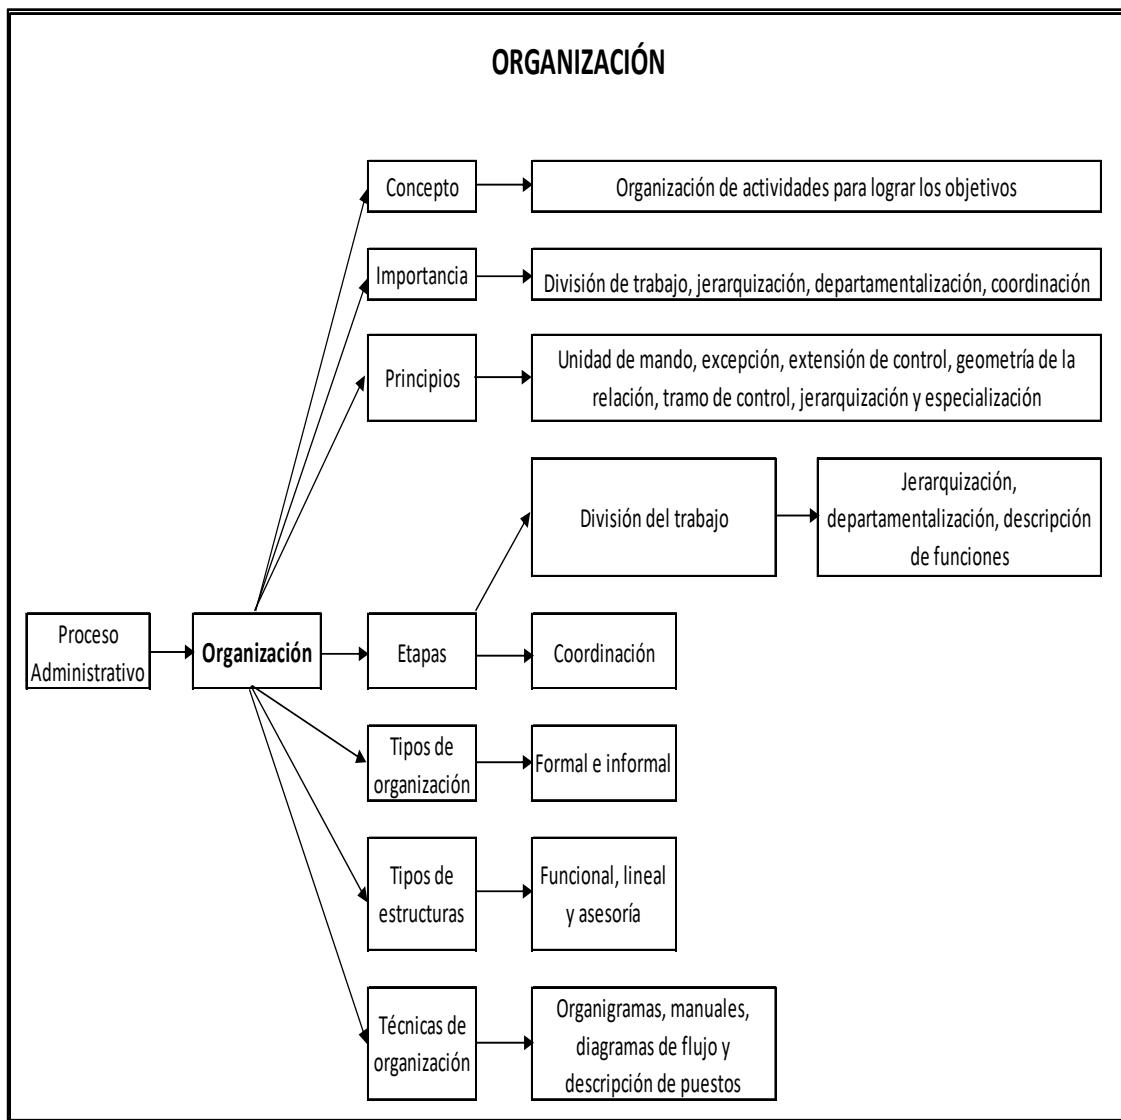 ORGANIZACIÓN
Concepto
Organización de actividades para lograr los objetivos
Importancia
División de trabajo, jerarquización, departamentalización, coordinación
Principios
Unidad de mando, excepción, extensión de control, geometría de la
relación, tramo de control, jerarquización y especialización
División del trabajo
Jerarquización,
departamentalización, descripción
de funciones
Proceso
Administrativo
Organización
Etapas
Coordinación
Tipos de
organización
Formal e informal
Tipos de
estructuras
Funcional, lineal
y asesoría
Técnicas de
organización
Organigramas, manuales,
diagramas de flujo y
descripción de puestos